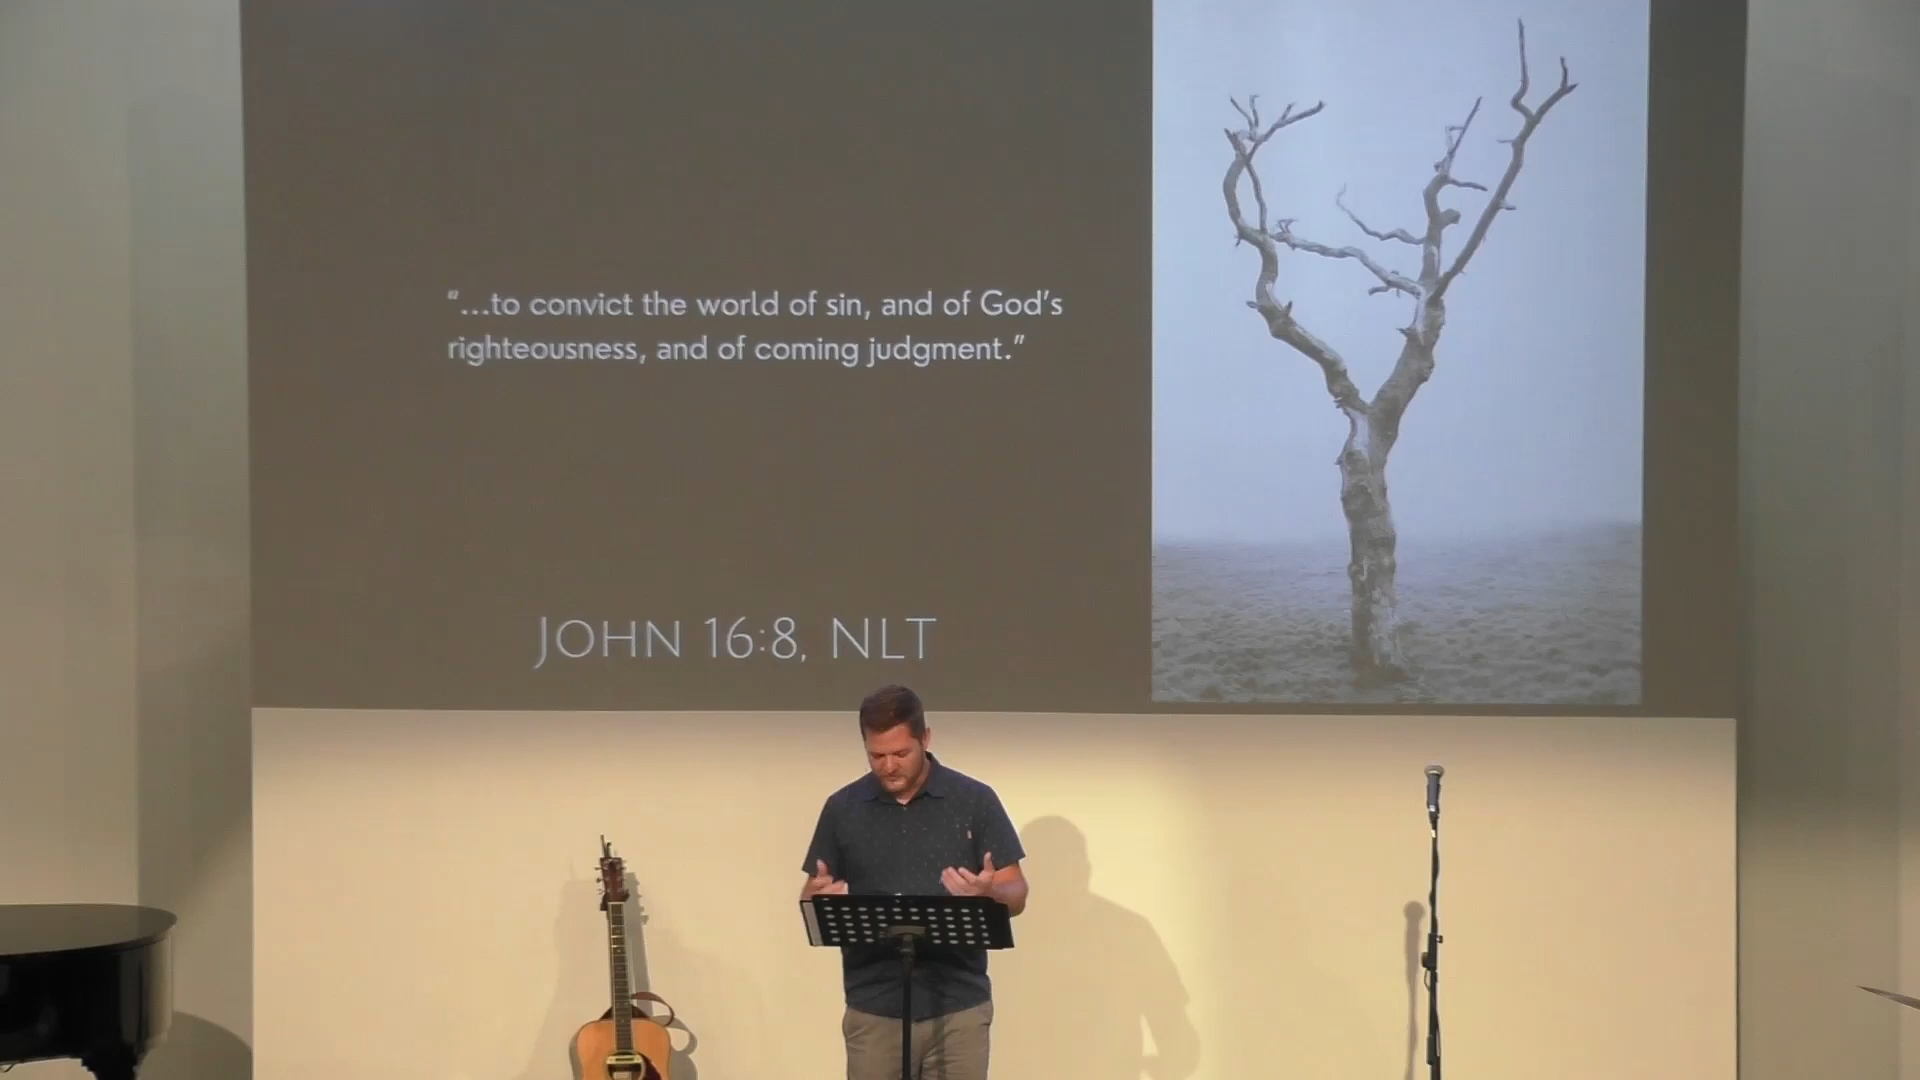 “...to convict the world of sin, and of God's
righteousness, and of coming judgment.”
JOHN 16:8, NLT